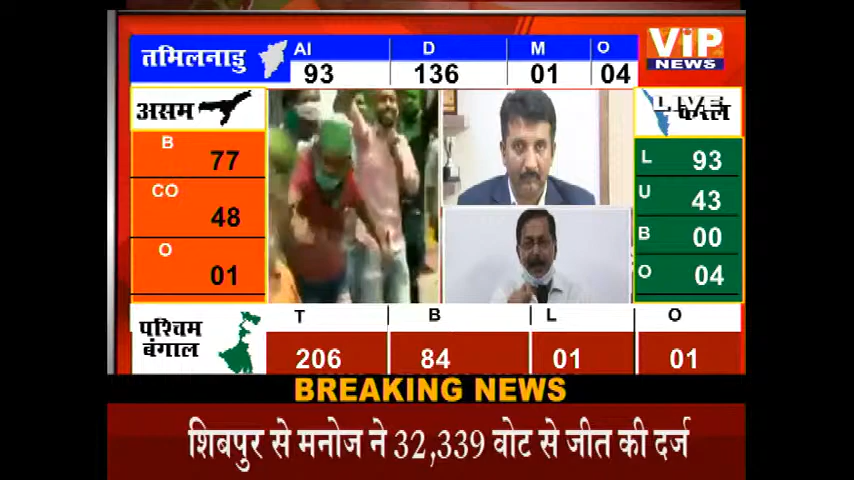 तमिलनाडु AI D M O
93 136 01 04
ViP
NEWS
असम
B 77
CO 48
O 01
LIVE
L 93
U 43
B 00
O 04
पश्चिम
बंगाल
T B L O
206 84 01 01
BREAKING NEWS
शिबपुर से मनोज ने 32,339 वोट से जीत की दर्ज